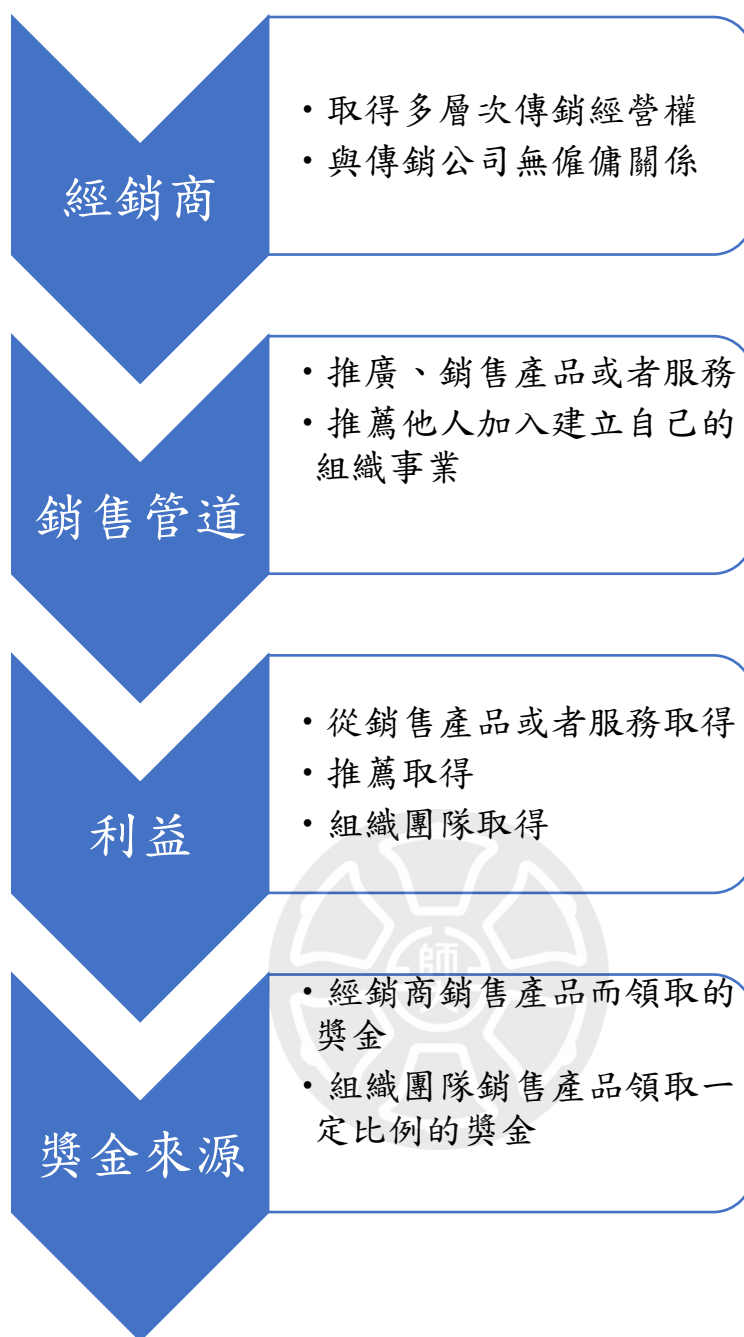 經銷商
・取得多層次傳銷經營權
・與傳銷公司無僱傭關係
銷售管道
・推廣、銷售產品或者服務
・推薦他人加入建立自己的
組織事業
利益
・從銷售產品或者服務取得
・推薦取得
・組織團隊取得
獎金來源
・經銷商銷售產品而領取的
獎金
・組織團隊銷售產品領取一
定比例的獎金
師